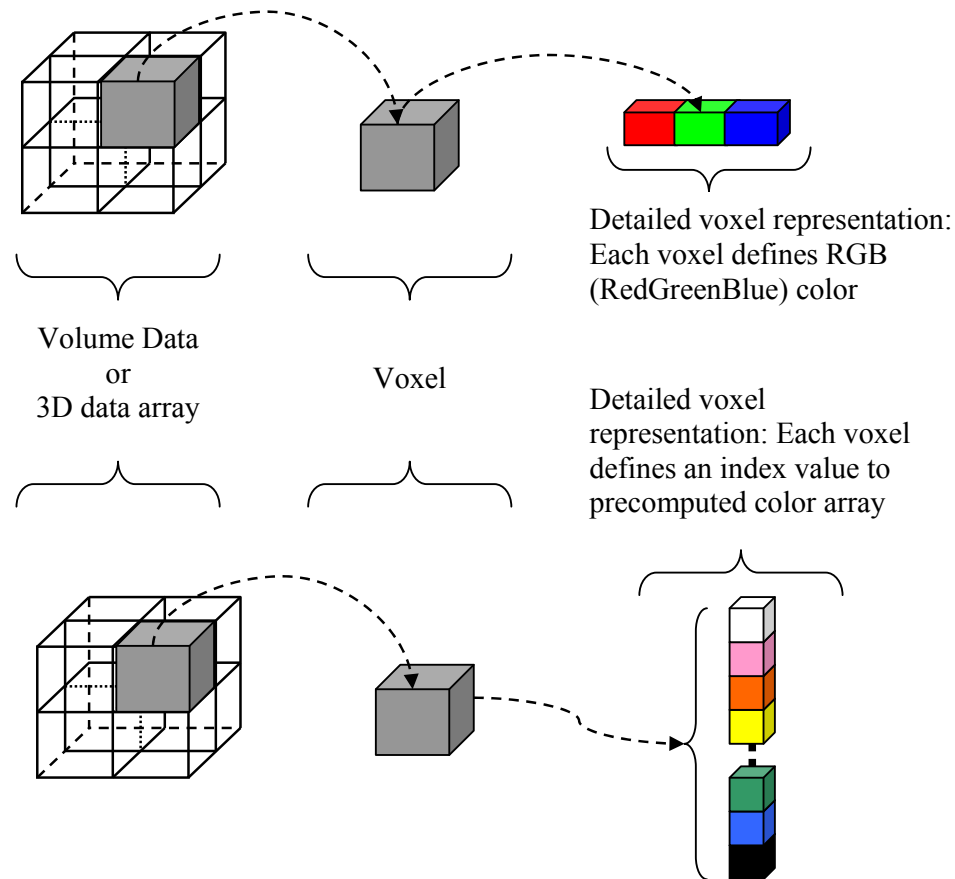 Detailed voxel representation:
Each voxel defines RGB
(RedGreenBlue) color
Volume Data
or
3D data array
Voxel
Detailed voxel
representation: Each voxel
defines an index value to
precomputed color array